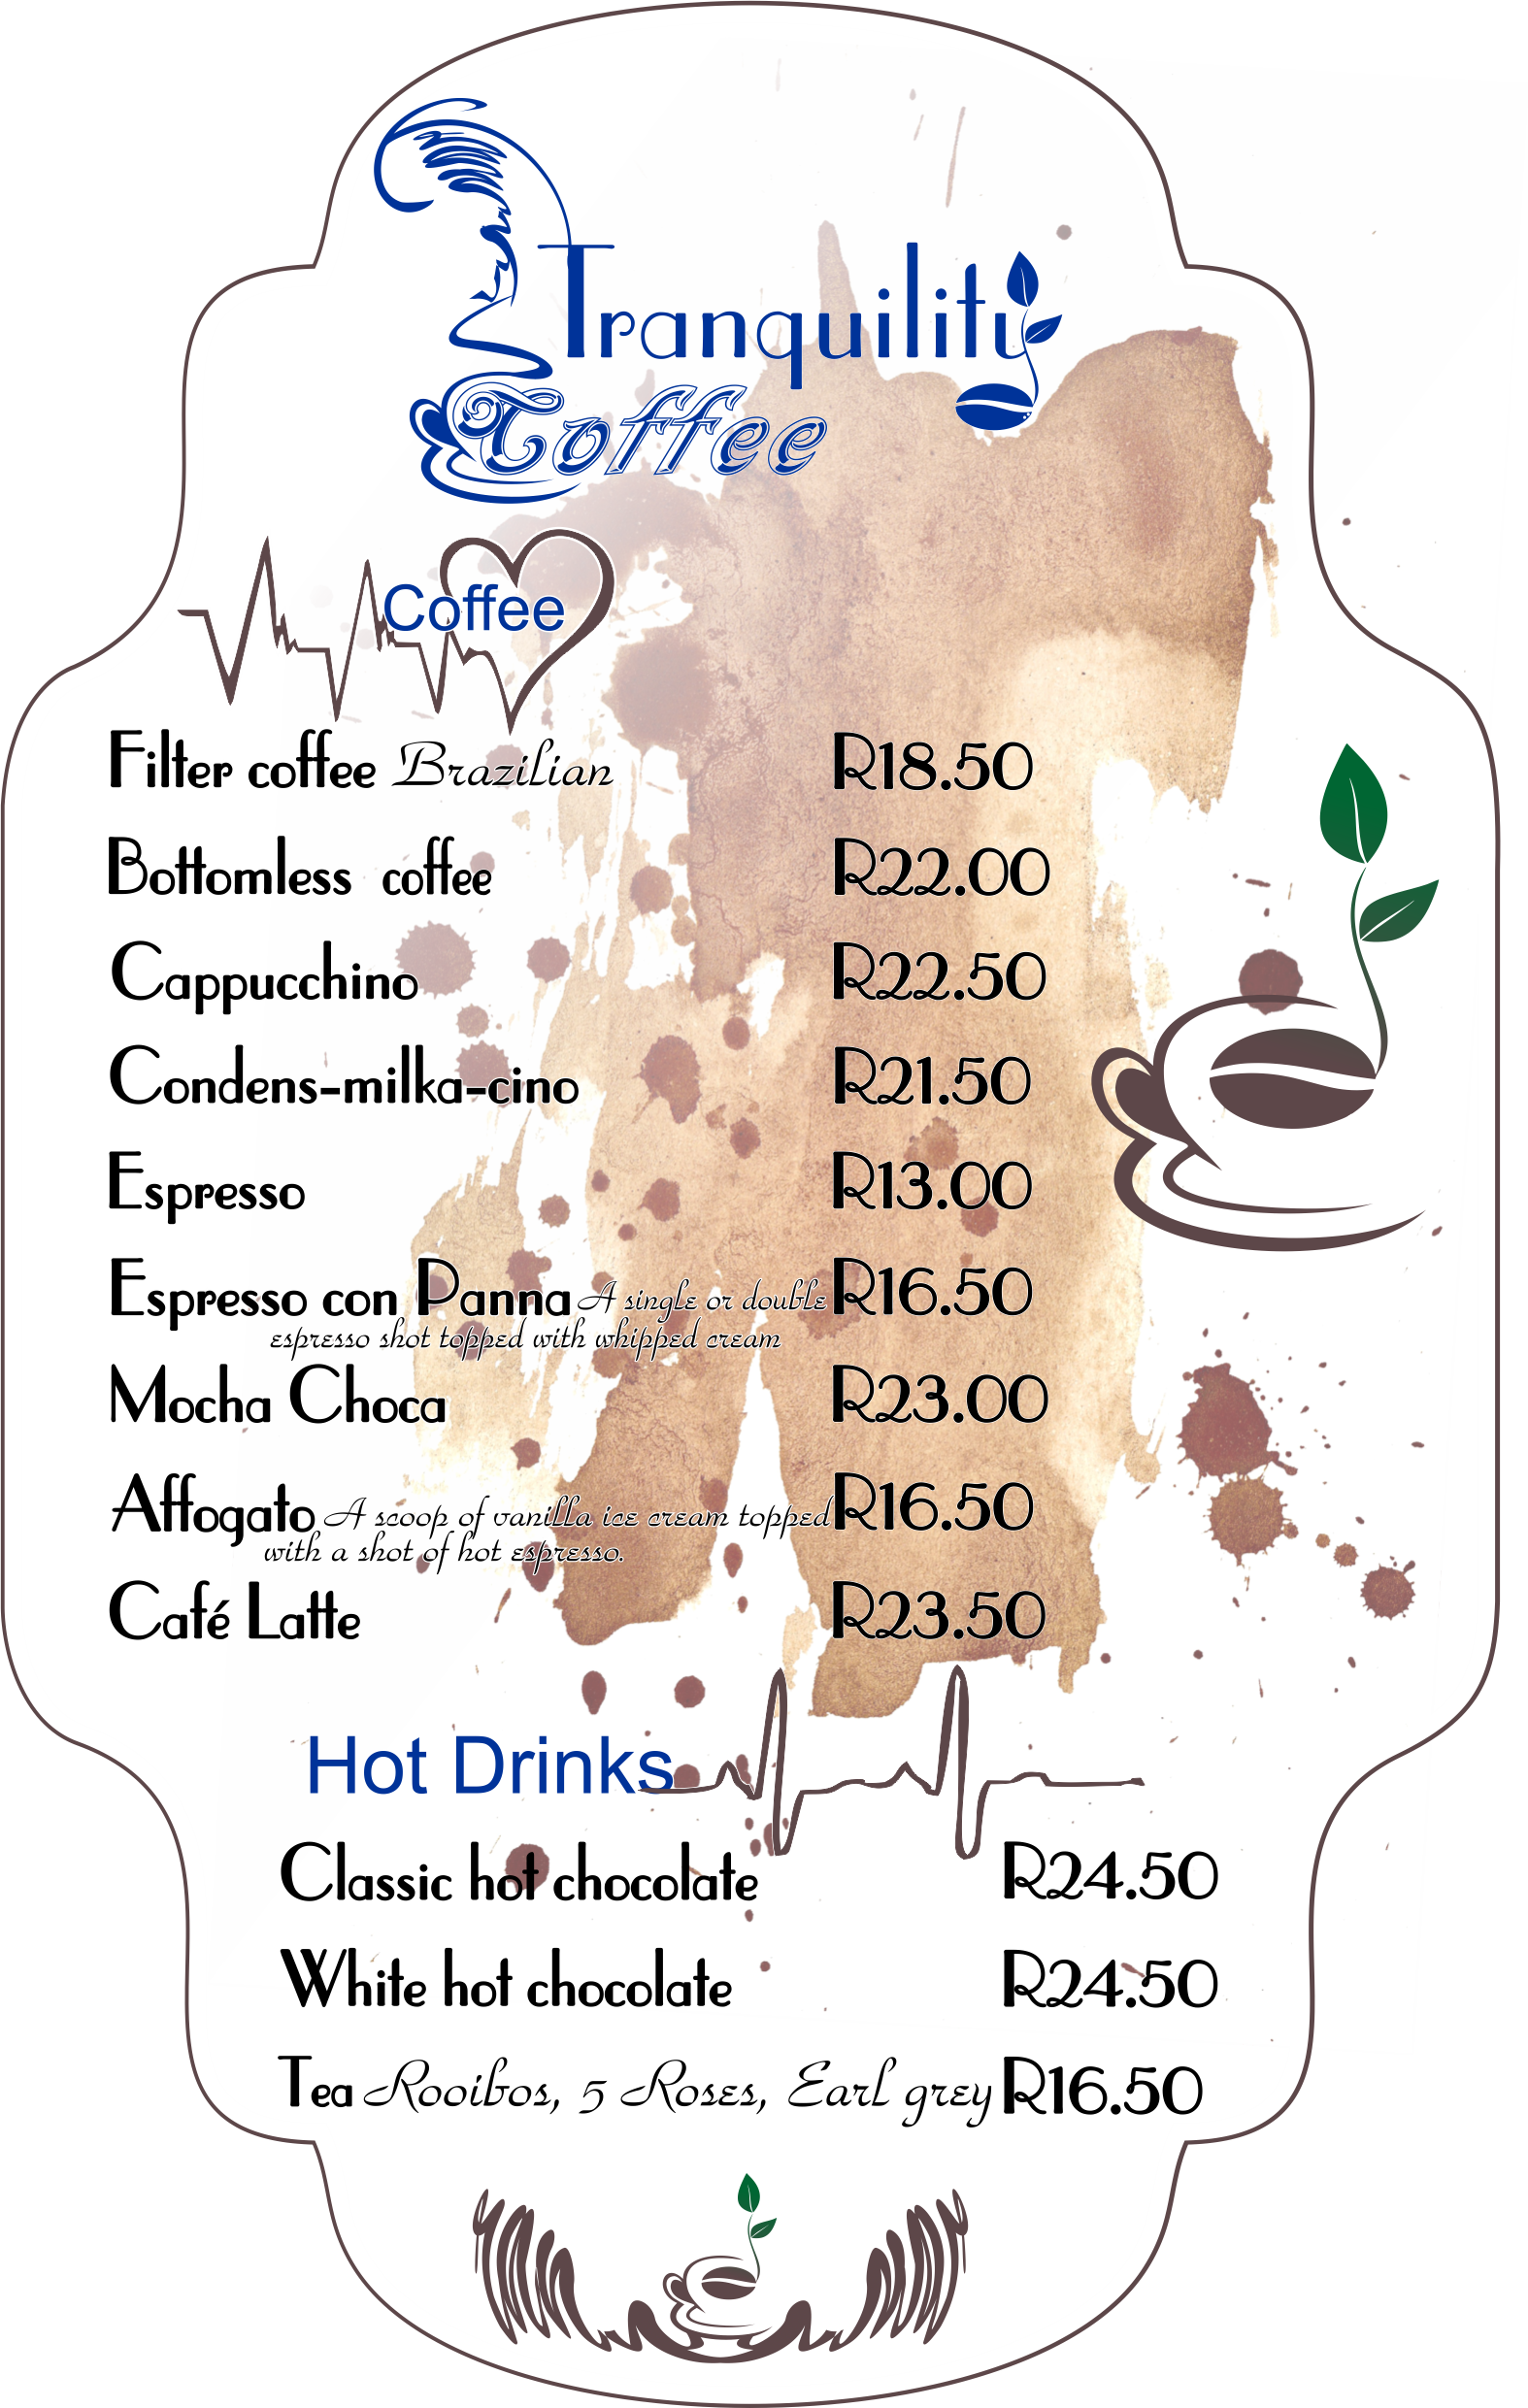 Tranquility
Coffee
Coffee
Filter coffee Brazilian R18.50
Bottomless coffee R22.00
Cappucchino R22.50
Condens-milka-cino R21.50
Espresso R13.00
Espresso con Panna A single or double R16.50
espresso shot topped with whipped cream
Mocha Choca R23.00
Affogato A scoop of vanilla ice cream topped R16.50
with a shot of hot espresso.
Café Latte R23.50
Hot Drinks
Classic hot chocolate R24.50
White hot chocolate R24.50
Tea Rooibos, 5 Roses, Earl grey R16.50